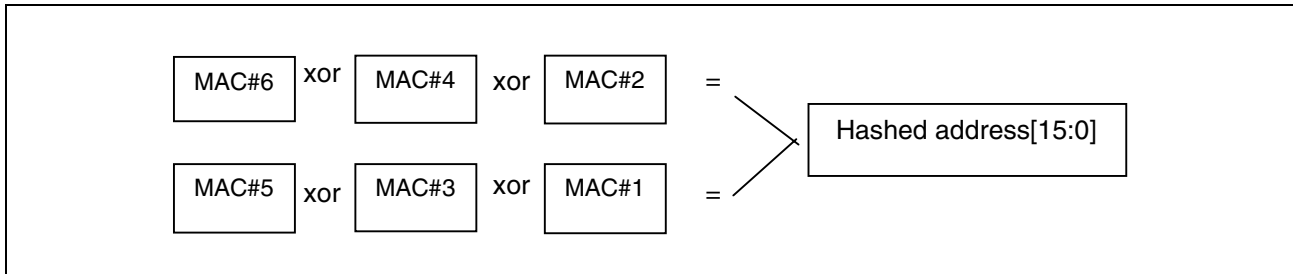 MAC#6 xor MAC#4 xor MAC#2 =
Hashed address[15:0]
MAC#5 xor MAC#3 xor MAC#1 =